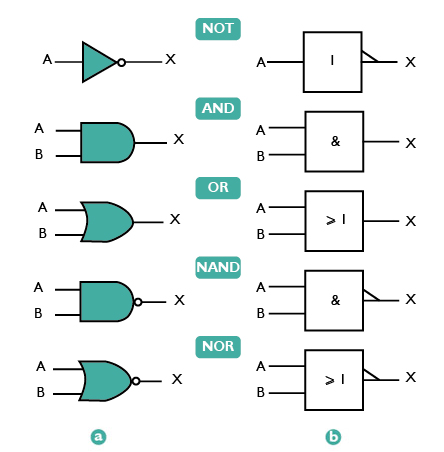 NOT
A X
A I X
AND
A
B X
A
B & X
OR
A
B X
A
B ⩾ I X
NAND
A
B X
A
B & X
NOR
A
B X
A
B ⩾ I X
a b